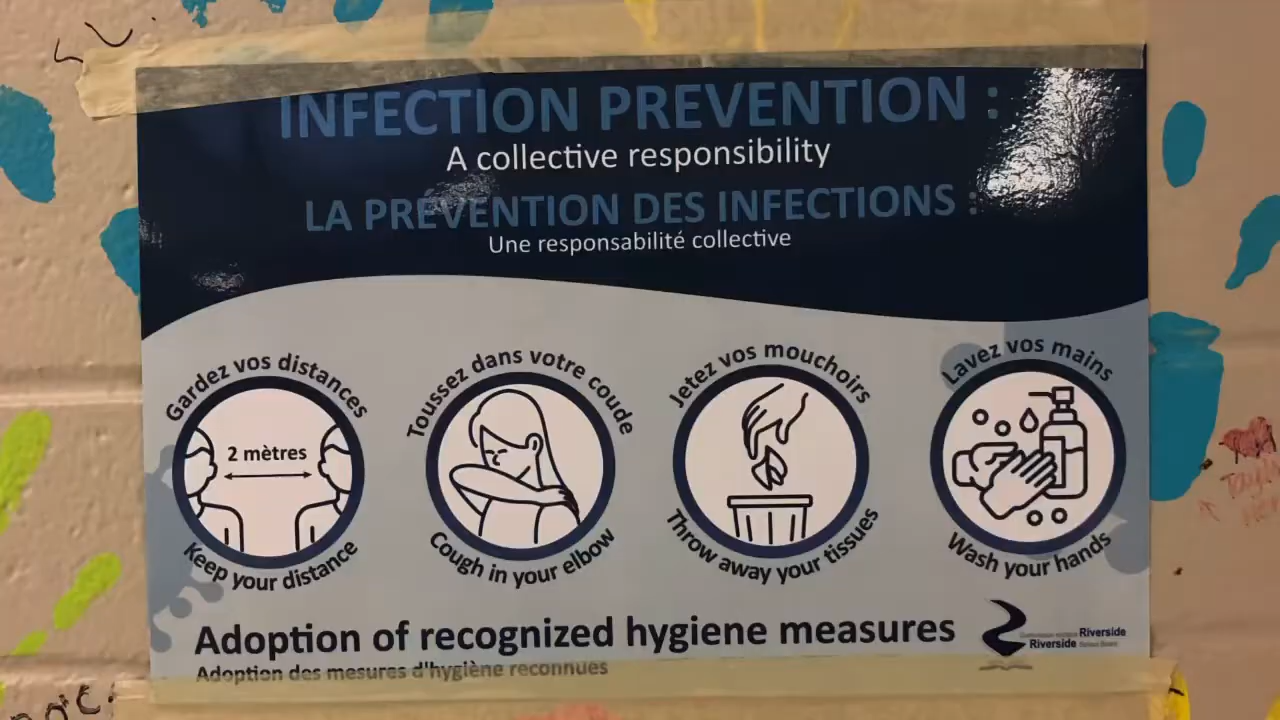 INFECTION PREVENTION :
A collective responsibility
LA PRÉVENTION DES INFECTIONS :
Une responsabilité collective
Gardez vos distances
2 mètres
Keep your distance
Toussez dans votre coude
Cough in your elbow
Jetez vos mouchoirs
Throw away your tissues
Lavez vos mains
Wash your hands
Adoption of recognized hygiene measures
Adoption des mesures d'hygiène reconnues
Riverside
Riverside School Board